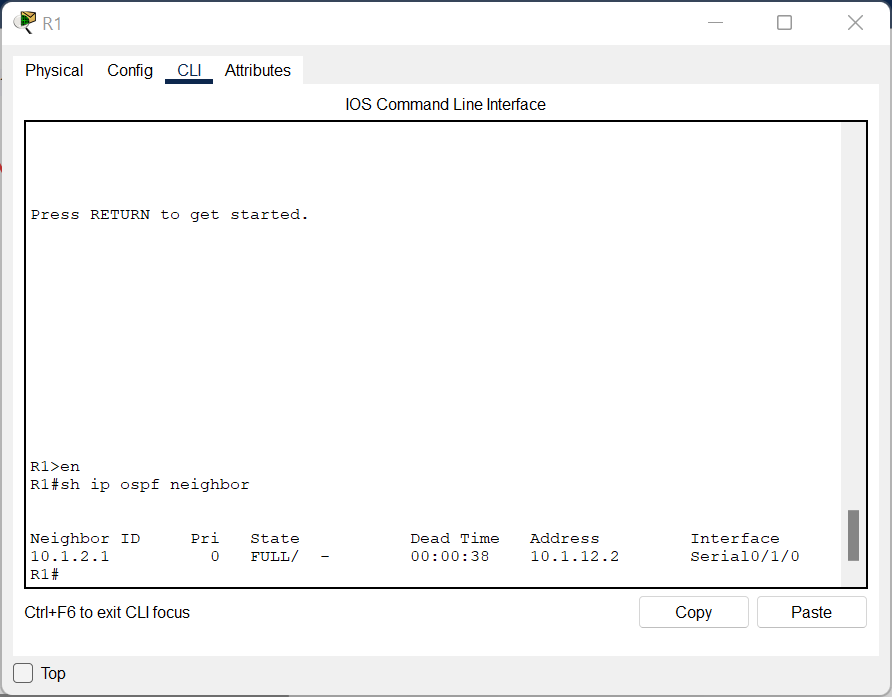 R1
Physical Config CLI Attributes
IOS Command Line Interface
Press RETURN to get started.
R1>en
R1#sh ip ospf neighbor
Neighbor ID     Pri   State           Dead Time   Address         Interface
10.1.2.1          0   FULL/  -        00:00:38    10.1.12.2       Serial0/1/0
R1#
Ctrl+F6 to exit CLI focus
Copy Paste
Top